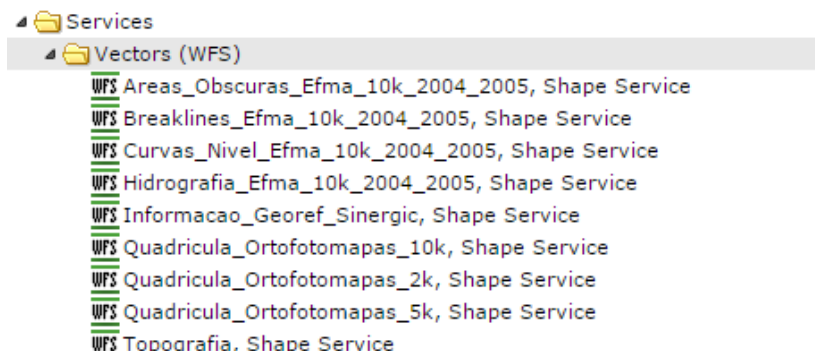 Services
Vectors (WFS)
WFS Areas_Obscuras_Efma_10k_2004_2005, Shape Service
WFS Breaklines_Efma_10k_2004_2005, Shape Service
WFS Curvas_Nivel_Efma_10k_2004_2005, Shape Service
WFS Hidrografia_Efma_10k_2004_2005, Shape Service
WFS Informacao_Georef_Sinergic, Shape Service
WFS Quadricula_Ortofotomapas_10k, Shape Service
WFS Quadricula_Ortofotomapas_2k, Shape Service
WFS Quadricula_Ortofotomapas_5k, Shape Service
WFS Topografia, Shape Service